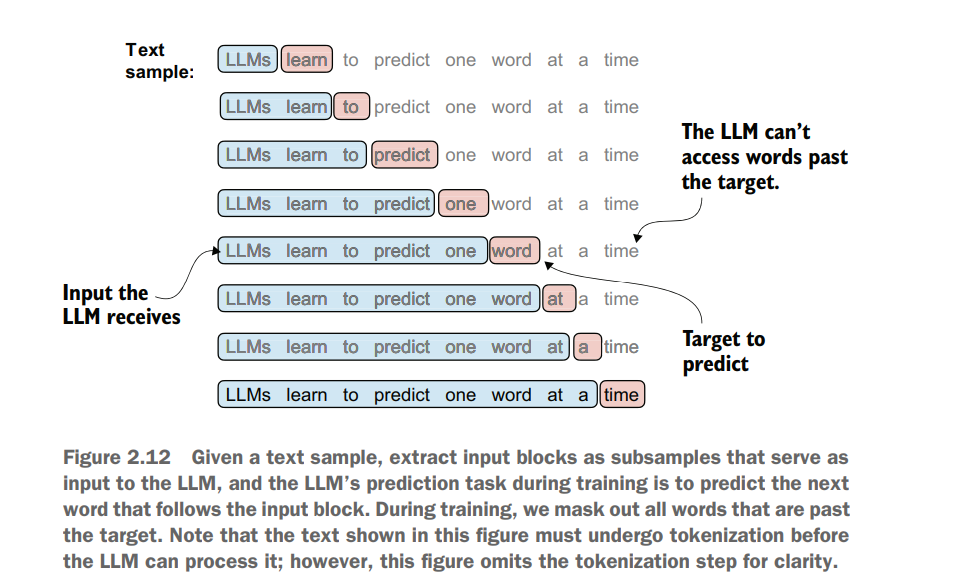 Text
sample:
LLMs learn to predict one word at a time
LLMs learn to predict one word at a time
The LLM can’t
access words past
the target.
LLMs learn to predict one word at a time
LLMs learn to predict one word at a time
LLMs learn to predict one word at a time
Input the
LLM receives
LLMs learn to predict one word at a time
Target to
predict
LLMs learn to predict one word at a time
LLMs learn to predict one word at a time
Figure 2.12 Given a text sample, extract input blocks as subsamples that serve as
input to the LLM, and the LLM’s prediction task during training is to predict the next
word that follows the input block. During training, we mask out all words that are past
the target. Note that the text shown in this figure must undergo tokenization before
the LLM can process it; however, this figure omits the tokenization step for clarity.